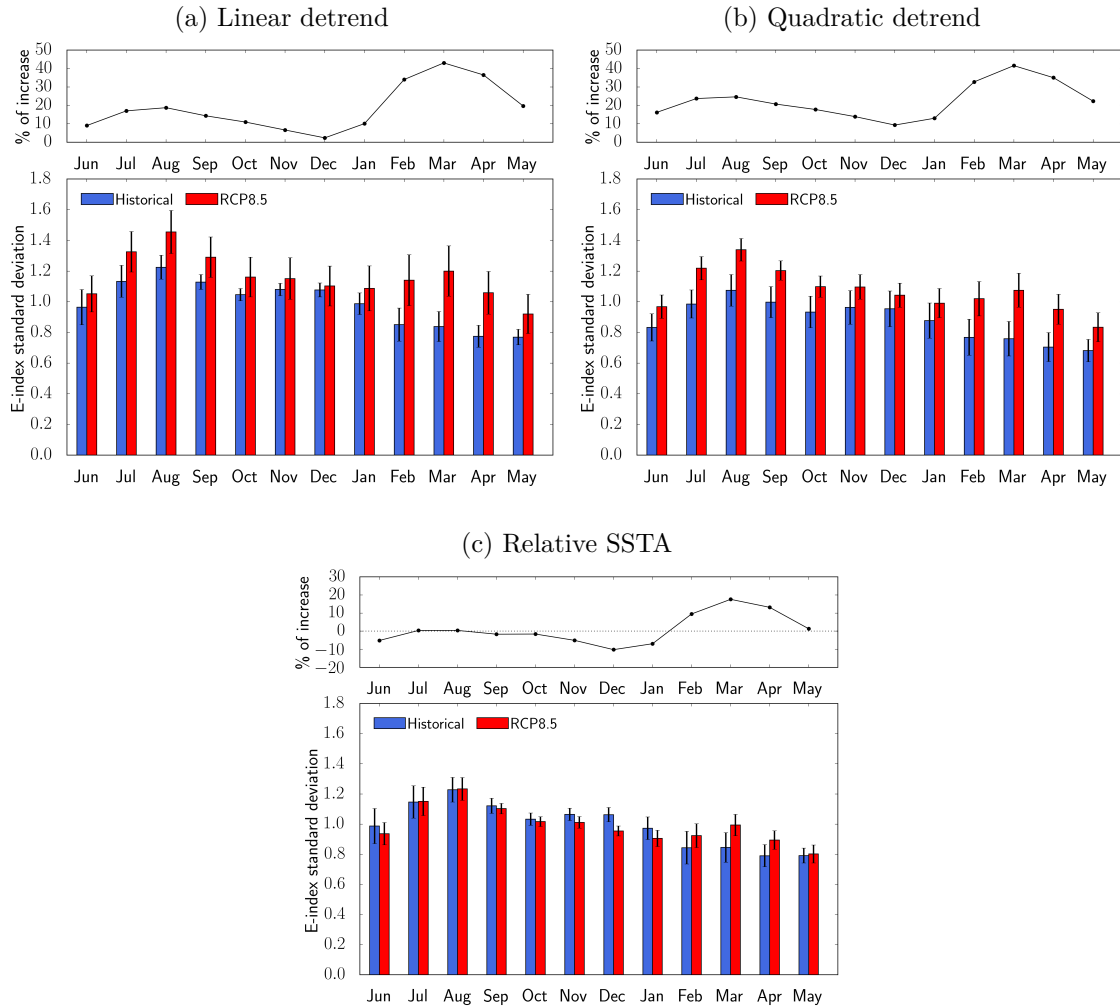 (a) Linear detrend
% of increase
50
40
30
20
10
0
Jun Jul Aug Sep Oct Nov Dec Jan Feb Mar Apr May
E-index standard deviation
1.8
1.6
1.4
1.2
1.0
0.8
0.6
0.4
0.2
0.0
Historical RCP8.5
Jun Jul Aug Sep Oct Nov Dec Jan Feb Mar Apr May
(b) Quadratic detrend
% of increase
50
40
30
20
10
0
Jun Jul Aug Sep Oct Nov Dec Jan Feb Mar Apr May
E-index standard deviation
1.8
1.6
1.4
1.2
1.0
0.8
0.6
0.4
0.2
0.0
Historical RCP8.5
Jun Jul Aug Sep Oct Nov Dec Jan Feb Mar Apr May
(c) Relative SSTA
% of increase
30
20
10
0
−10
−20
Jun Jul Aug Sep Oct Nov Dec Jan Feb Mar Apr May
E-index standard deviation
1.8
1.6
1.4
1.2
1.0
0.8
0.6
0.4
0.2
0.0
Historical RCP8.5
Jun Jul Aug Sep Oct Nov Dec Jan Feb Mar Apr May